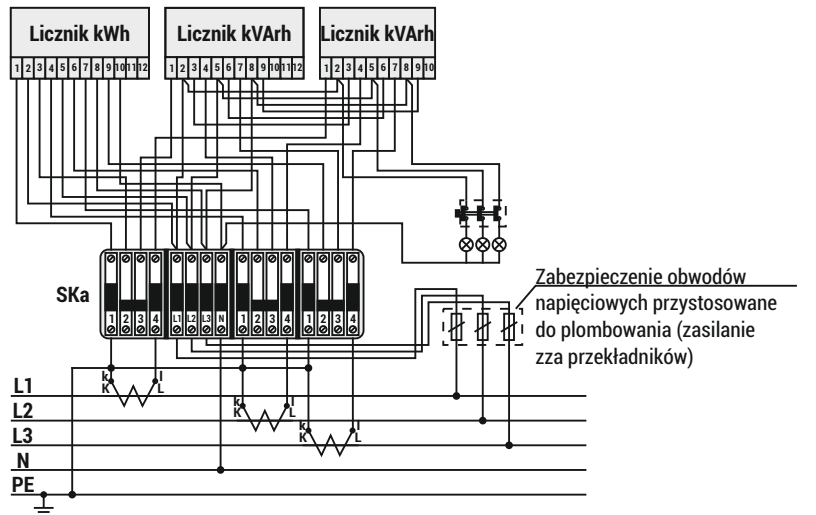 Licznik kWh Licznik kVArh Licznik kVArh
1 2 3 4 5 6 7 8 9 10 11 12 1 2 3 4 5 6 7 8 9 10 11 12 1 2 3 4 5 6 7 8 9 10
SKa
1 2 3 4 L1 L2 L3 N 1 2 3 4 1 2 3 4
Zabezpieczenie obwodów
napięciowych przystosowane
do plombowania (zasilanie
zza przekładników)
k l
K L
L1
k l
K L
L2
k l
K L
L3
N
PE